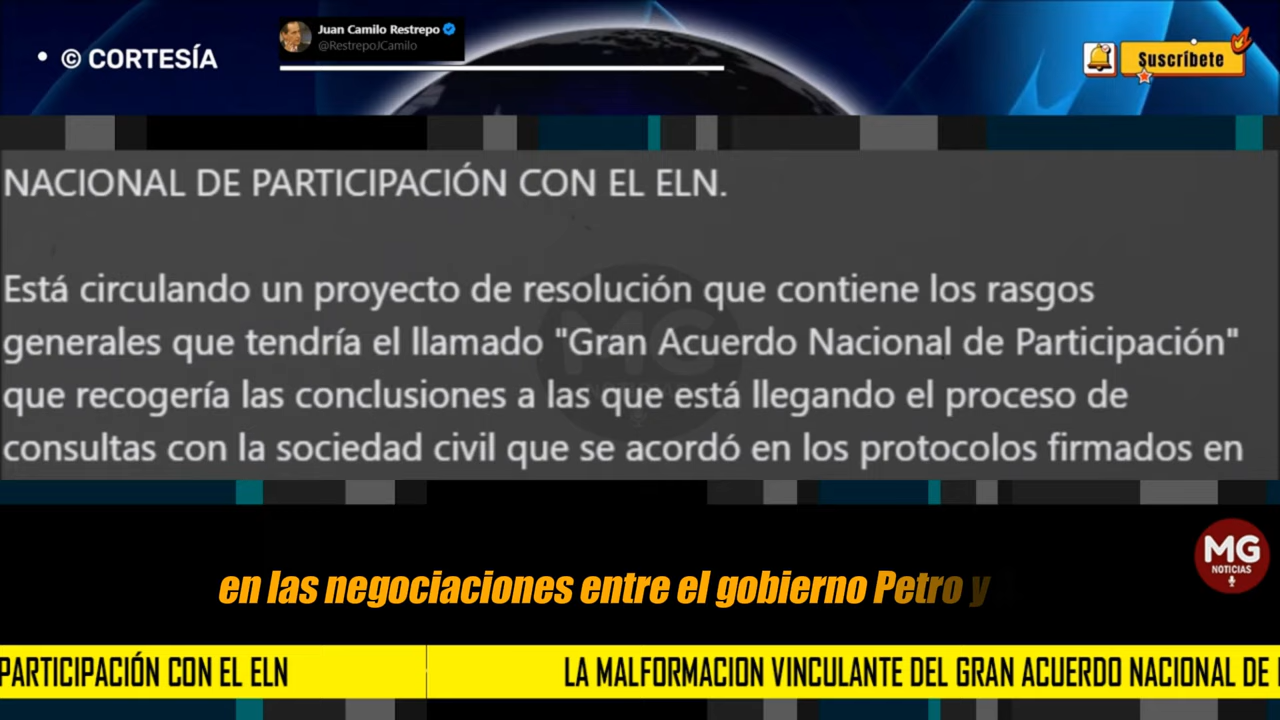 © CORTESÍA
Juan Camilo Restrepo
@RestrepoJCamilo
Suscríbete
NACIONAL DE PARTICIPACIÓN CON EL ELN.
Está circulando un proyecto de resolución que contiene los rasgos
generales que tendría el llamado "Gran Acuerdo Nacional de Participación"
que recogería las conclusiones a las que está llegando el proceso de
consultas con la sociedad civil que se acordó en los protocolos firmados en
MG
NOTICIAS
en las negociaciones entre el gobierno Petro y
MG
NOTICIAS
PARTICIPACIÓN CON EL ELN
LA MALFORMACION VINCULANTE DEL GRAN ACUERDO NACIONAL DE